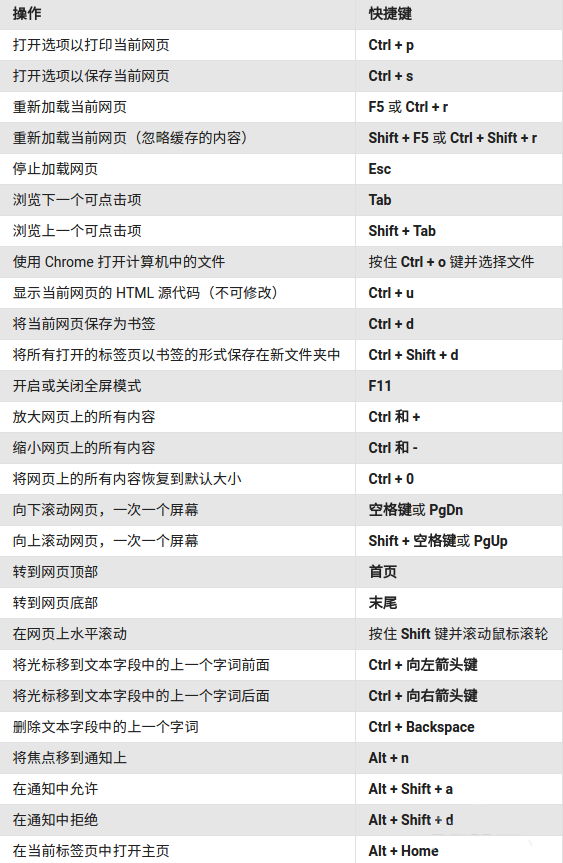 操作 快捷键
打开选项以打印当前网页 Ctrl + p
打开选项以保存当前网页 Ctrl + s
重新加载当前网页 F5 或 Ctrl + r
重新加载当前网页（忽略缓存的内容） Shift + F5 或 Ctrl + Shift + r
停止加载网页 Esc
浏览下一个可点击项 Tab
浏览上一个可点击项 Shift + Tab
使用 Chrome 打开计算机中的文件 按住 Ctrl + o 键并选择文件
显示当前网页的 HTML 源代码（不可修改） Ctrl + u
将当前网页保存为书签 Ctrl + d
将所有打开的标签页以书签的形式保存在新文件夹中 Ctrl + Shift + d
开启或关闭全屏模式 F11
放大网页上的所有内容 Ctrl 和 +
缩小网页上的所有内容 Ctrl 和 -
将网页上的所有内容恢复到默认大小 Ctrl + 0
向下滚动网页，一次一个屏幕 空格键或 PgDn
向上滚动网页，一次一个屏幕 Shift + 空格键或 PgUp
转到网页顶部 首页
转到网页底部 末尾
在网页上水平滚动 按住 Shift 键并滚动鼠标滚轮
将光标移到文本字段中的上一个字词前面 Ctrl + 向左箭头键
将光标移到文本字段中的上一个字词后面 Ctrl + 向右箭头键
删除文本字段中的上一个字词 Ctrl + Backspace
将焦点移到通知上 Alt + n
在通知中允许 Alt + Shift + a
在通知中拒绝 Alt + Shift + d
在当前标签页中打开主页 Alt + Home